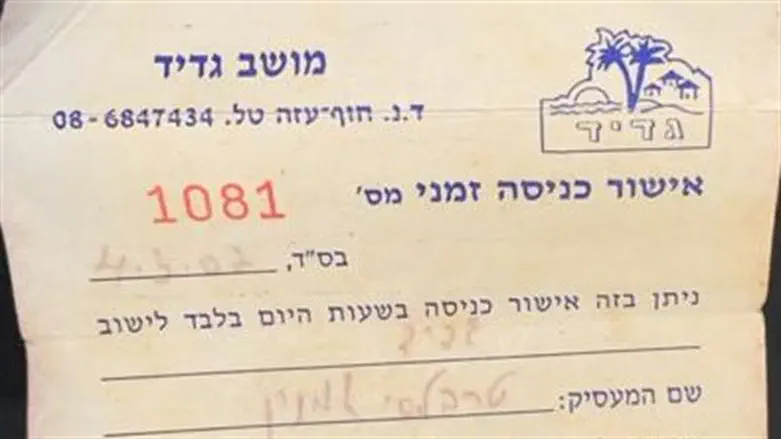 מושב גדיד
ד.נ. חוף-עזה טל. 08-6847434
גדיד
אישור כניסה זמני מס' 1081
בס"ד,
ניתן בזה אישור כניסה בשעות היום בלבד לישוב
גדיד
שם המעסיק: